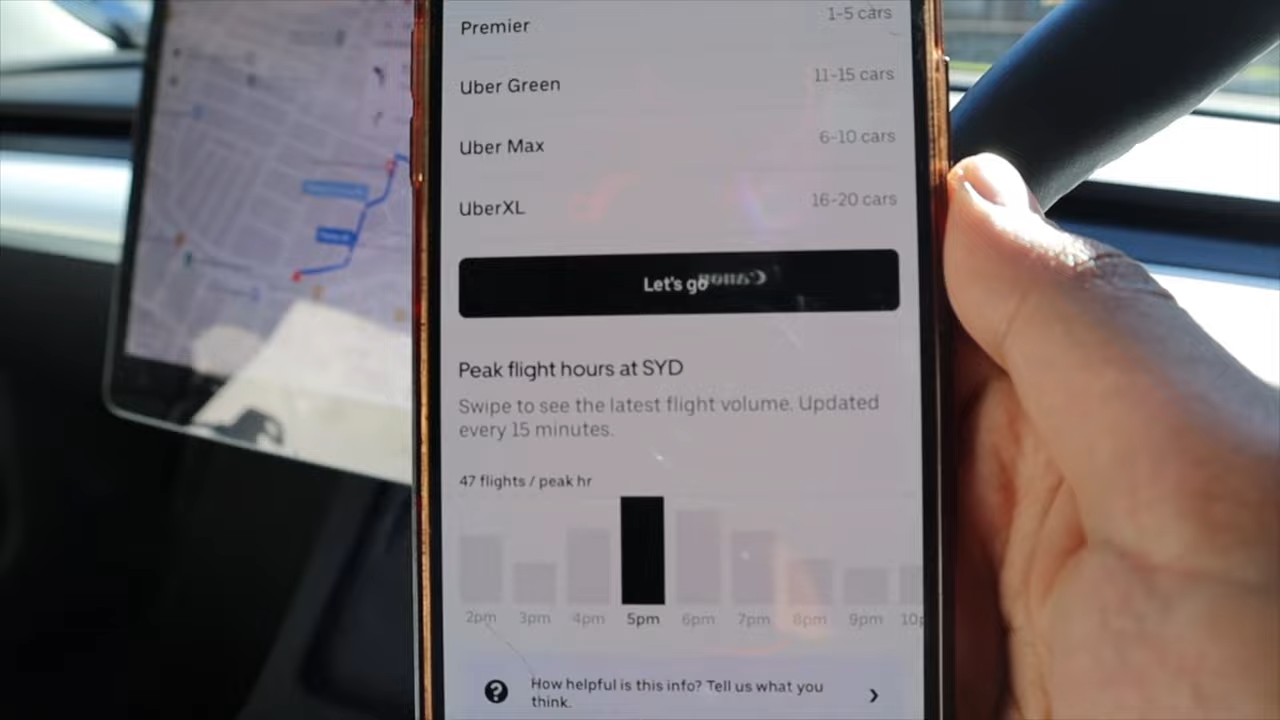 Premier 1-5 cars
Uber Green 11-15 cars
Uber Max 6-10 cars
UberXL 16-20 cars
Let's go
Peak flight hours at SYD
Swipe to see the latest flight volume. Updated
every 15 minutes.
47 flights / peak hr
2pm 3pm 4pm 5pm 6pm 7pm 8pm 9pm 10p
How helpful is this info? Tell us what you
think.